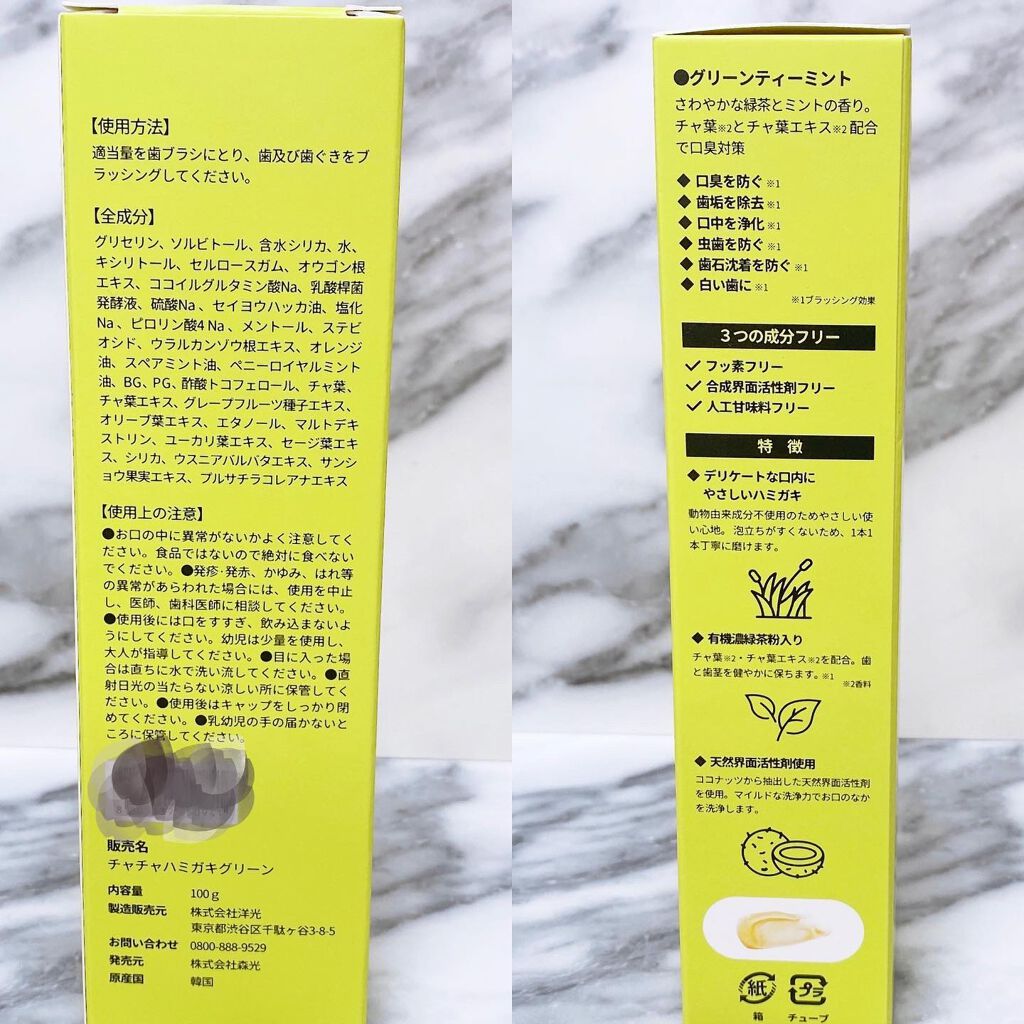 【使用方法】
適当量を歯ブラシにとり、歯及び歯ぐきをブ
ラッシングしてください。
【全成分】
グリセリン、ソルビトール、含水シリカ、水、
キシリトール、セルロースガム、オウゴン根
エキス、ココイルグルタミン酸Na、乳酸桿菌
発酵液、硫酸Na、セイヨウハッカ油、塩化
Na、ピロリン酸4Na、メントール、ステビ
オシド、ウラルカンゾウ根エキス、オレンジ
油、スペアミント油、ペニーロイヤルミント
油、BG、PG、酢酸トコフェロール、チャ葉、
チャ葉エキス、グレープフルーツ種子エキス、
オリーブ葉エキス、エタノール、マルトデキ
ストリン、ユーカリ葉エキス、セージ葉エキ
ス、シリカ、ウスニアバルバタエキス、サンシ
ョウ果実エキス、プルサチラコレアナエキス
【使用上の注意】
●お口の中に異常がないかよく注意してく
ださい。食品ではないので絶対に食べない
でください。●発疹・発赤、かゆみ、はれ等
の異常があらわれた場合には、使用を中止
し、医師、歯科医師に相談してください。
●使用後には口をすすぎ、飲み込まないよ
うにしてください。幼児は少量を使用し、
大人が指導してください。●目に入った場
合は直ちに水で洗い流してください。●直
射日光の当たらない涼しい所に保管してく
ださい。●使用後はキャップをしっかり閉
めてください。●乳幼児の手の届かないと
ころに保管してください。
販売名
チャチャハミガキグリーン
内容量 100g
製造販売元 株式会社洋光
東京都渋谷区千駄ヶ谷3-8-5
お問い合わせ 0800-888-9529
発売元 株式会社森光
原産国 韓国
●グリーンティーミント
さわやかな緑茶とミントの香り。
チャ葉※2とチャ葉エキス※2配合
で口臭対策
◆ 口臭を防ぐ※1
◆ 歯垢を除去※1
◆ 口中を浄化※1
◆ 虫歯を防ぐ※1
◆ 歯石沈着を防ぐ※1
◆ 白い歯に※1
※1ブラッシング効果
3つの成分フリー
✓ フッ素フリー
✓ 合成界面活性剤フリー
✓ 人工甘味料フリー
特徴
◆ デリケートな口内に
やさしいハミガキ
動物由来成分不使用のためやさしい使
い心地。泡立ちがすくないため、1本1
本丁寧に磨けます。
◆ 有機濃緑茶粉入り
チャ葉※2・チャ葉エキス※2を配合。歯
と歯茎を健やかに保ちます。※1
※2香料
◆ 天然界面活性剤使用
ココナッツから抽出した天然界面活性剤
を使用。マイルドな洗浄力でお口のなか
を洗浄します。
紙 プラ
箱 チューブ